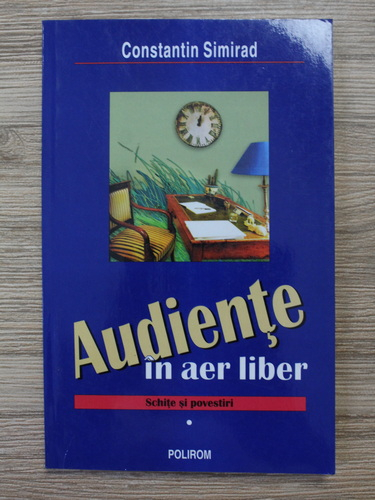 Constantin Simirad
Audiențe
în aer liber
Schițe și povestiri
POLIROM